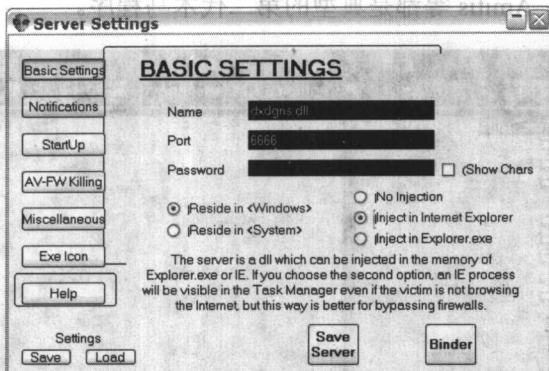 Server Settings
Basic Settings
Notifications
StartUp
AV-FW Killing
Miscellaneous
Exe Icon
Help
Settings
Save
Load
BASIC SETTINGS
Name
dxdgns.dll
Port
6666
Password
(Show Chars
Reside in <Windows>
Reside in <System>
No Injection
Inject in Internet Explorer
Inject in Explorer.exe
The server is a dll which can be injected in the memory of
Explorer.exe or IE. If you choose the second option, an IE process
will be visible in the Task Manager even if the victim is not browsing
the Internet, but this way is better for bypassing firewalls.
Save
Server
Binder